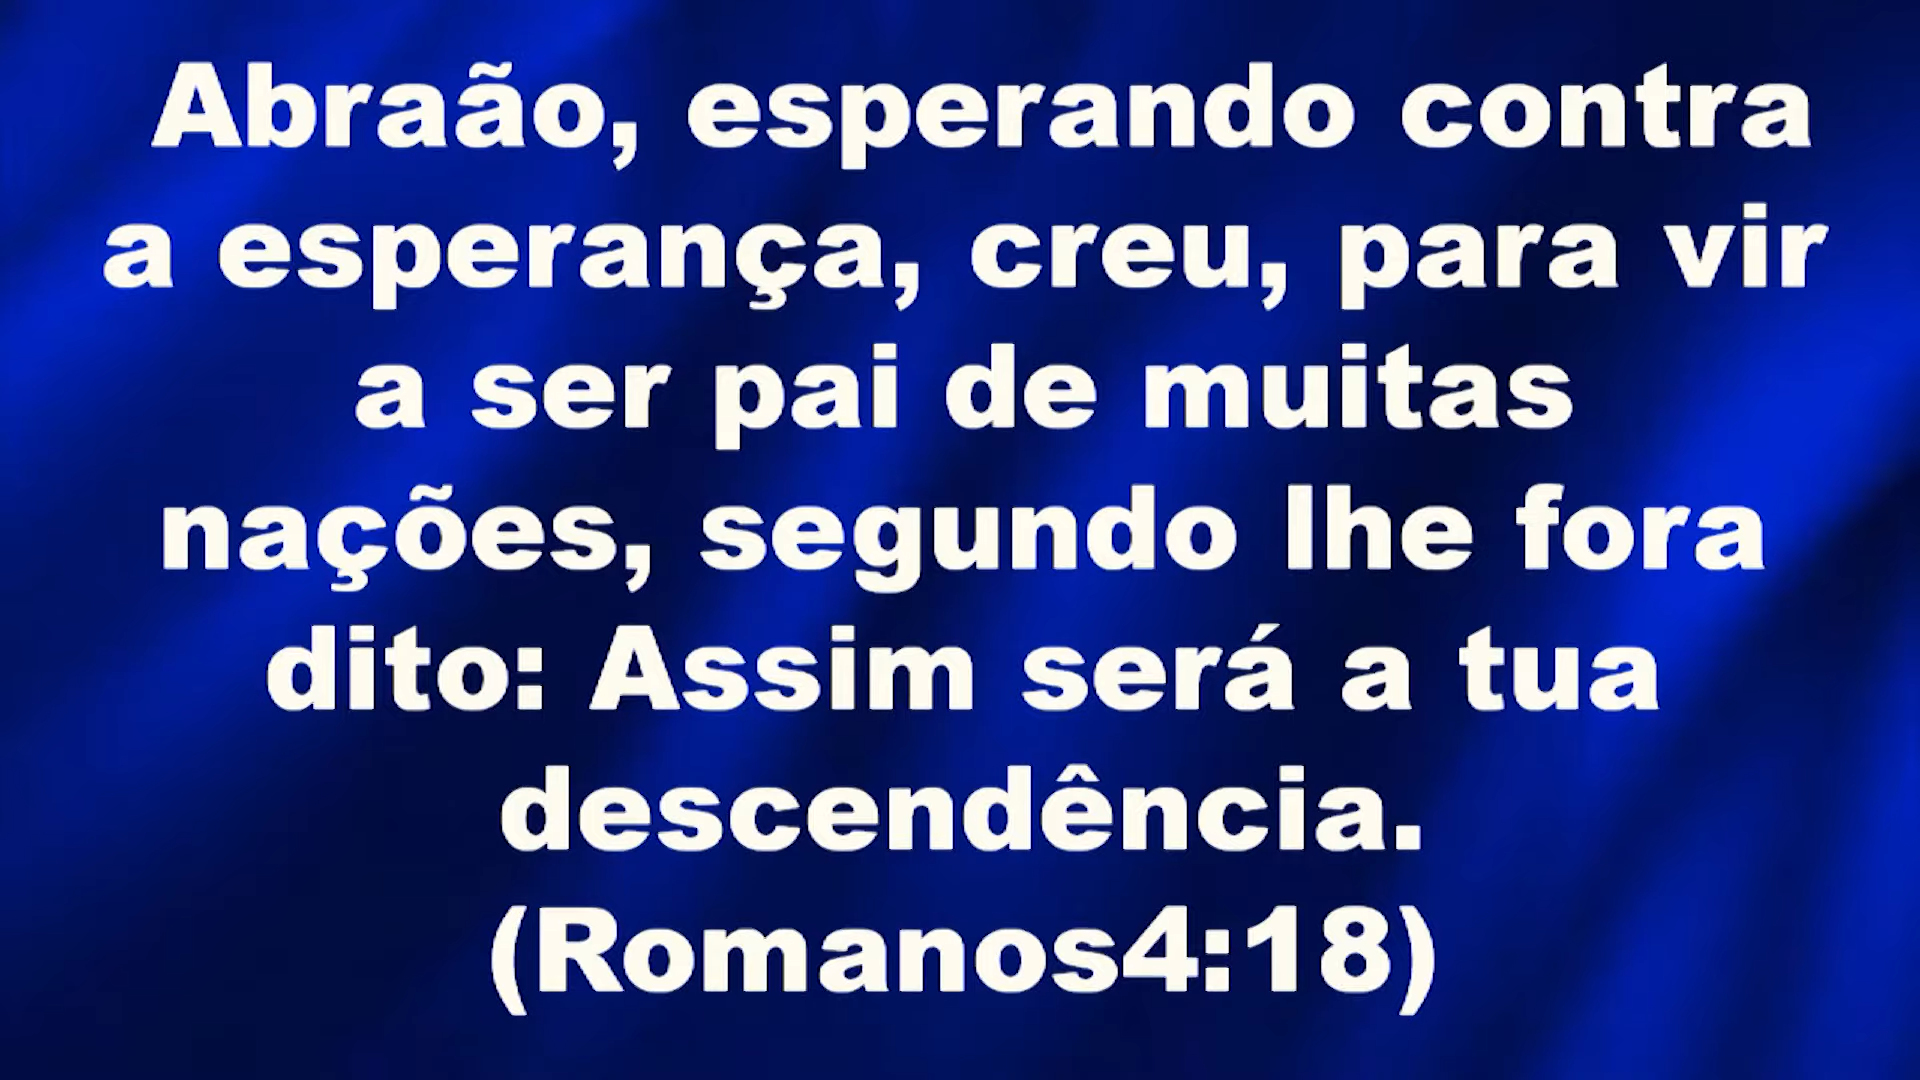 Abraão, esperando contra
a esperança, creu, para vir
a ser pai de muitas
nações, segundo lhe fora
dito: Assim será a tua
descendência.
(Romanos4:18)